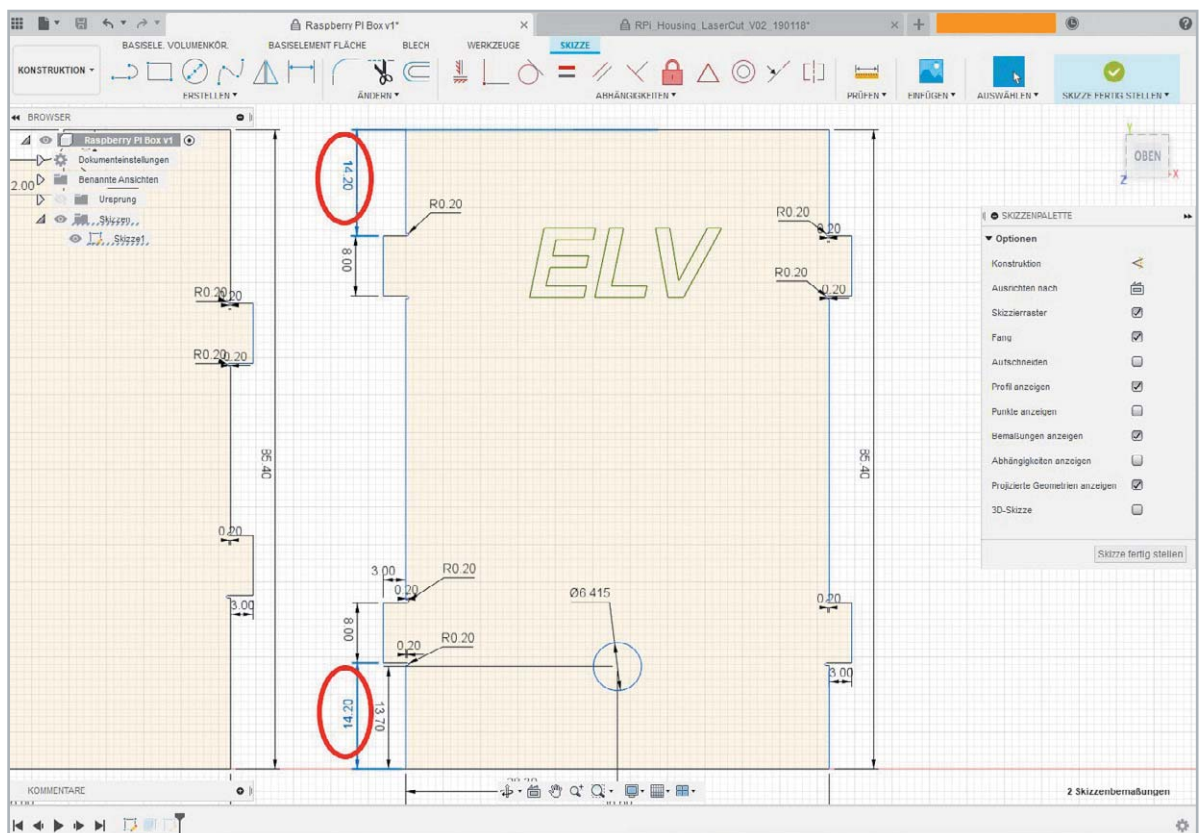 Raspberry PI Box v1*
RPi_Housing_LaserCut_V02_190118*
BASISELE. VOLUMENKÖR.
BASISELEMENT FLÄCHE
BLECH
WERKZEUGE
SKIZZE
KONSTRUKTION
ERSTELLEN
ÄNDERN
ABHÄNGIGKEITEN
PRÜFEN
EINFÜGEN
AUSWÄHLEN
SKIZZE FERTIG STELLEN
BROWSER
Raspberry PI Box v1
Dokumenteinstellungen
2.00
Benannte Ansichten
Ursprung
Skizzen
Skizze1
Y
OBEN
X
Z
14.20
R0.20
R0.20
0.20
8.00
ELV
R0.20
0.20
R0.20
0.20
R0.20
0.20
85.40
85.40
0.20
3.00
3.00
0.20
R0.20
Ø6.415
0.20
8.00
0.20
R0.20
3.00
14.20
13.70
SKIZZENPALETTE
Optionen
Konstruktion
Ausrichten nach
Skizzierraster
Fang
Aufschneiden
Profil anzeigen
Punkte anzeigen
Bemaßungen anzeigen
Abhängigkeiten anzeigen
Projizierte Geometrien anzeigen
3D-Skizze
Skizze fertig stellen
KOMMENTARE
2 Skizzenbemaßungen